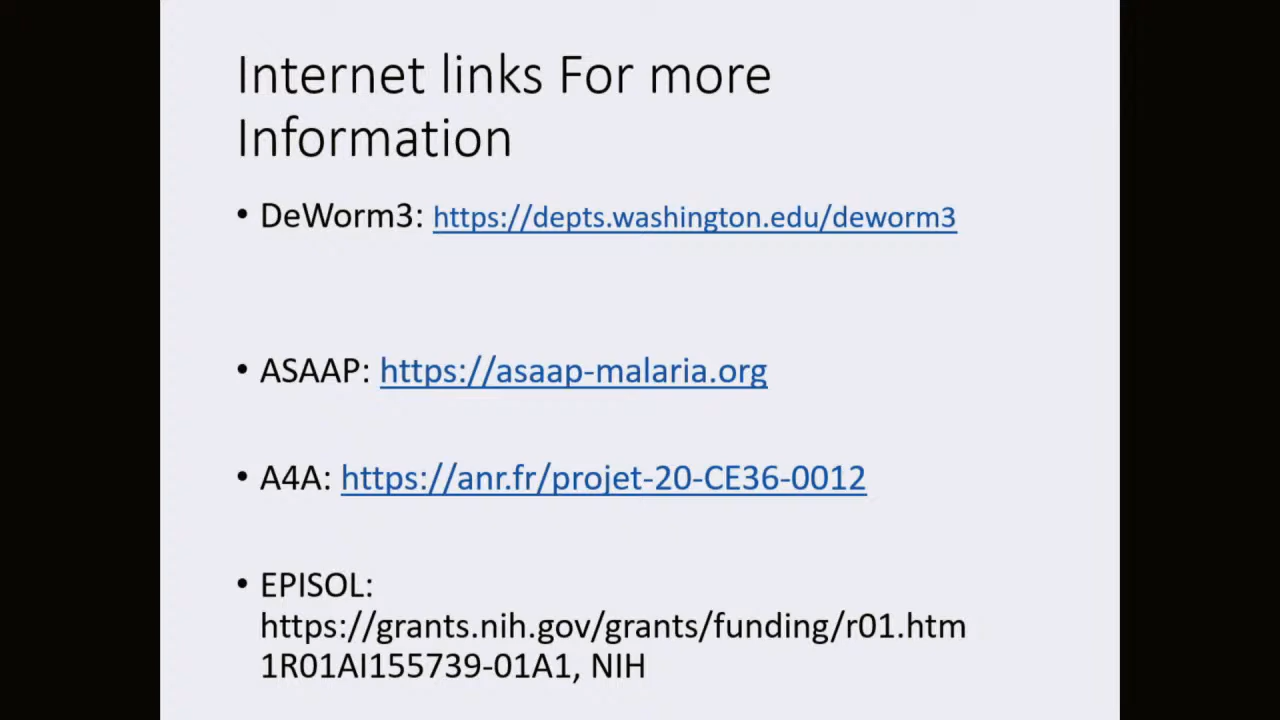 Internet links For more
Information
• DeWorm3: https://depts.washington.edu/deworm3
• ASAAP: https://asaap-malaria.org
• A4A: https://anr.fr/projet-20-CE36-0012
• EPISOL:
https://grants.nih.gov/grants/funding/r01.htm
1R01AI155739-01A1, NIH